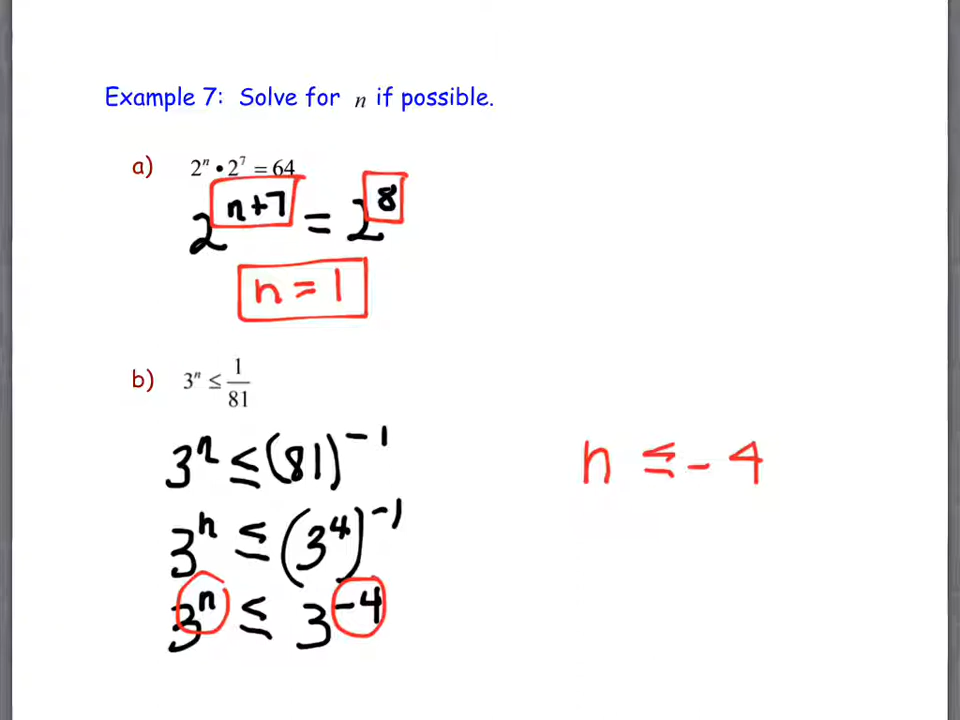 Example 7: Solve for n if possible.
a) 2ⁿ • 2⁷ = 64
2ⁿ⁺⁷ = 2⁸
n = 1
b) 3ⁿ ≤ 1/81
3ⁿ ≤ (81)⁻¹
n ≤ - 4
3ⁿ ≤ (3⁴)⁻¹
3ⁿ ≤ 3⁻⁴